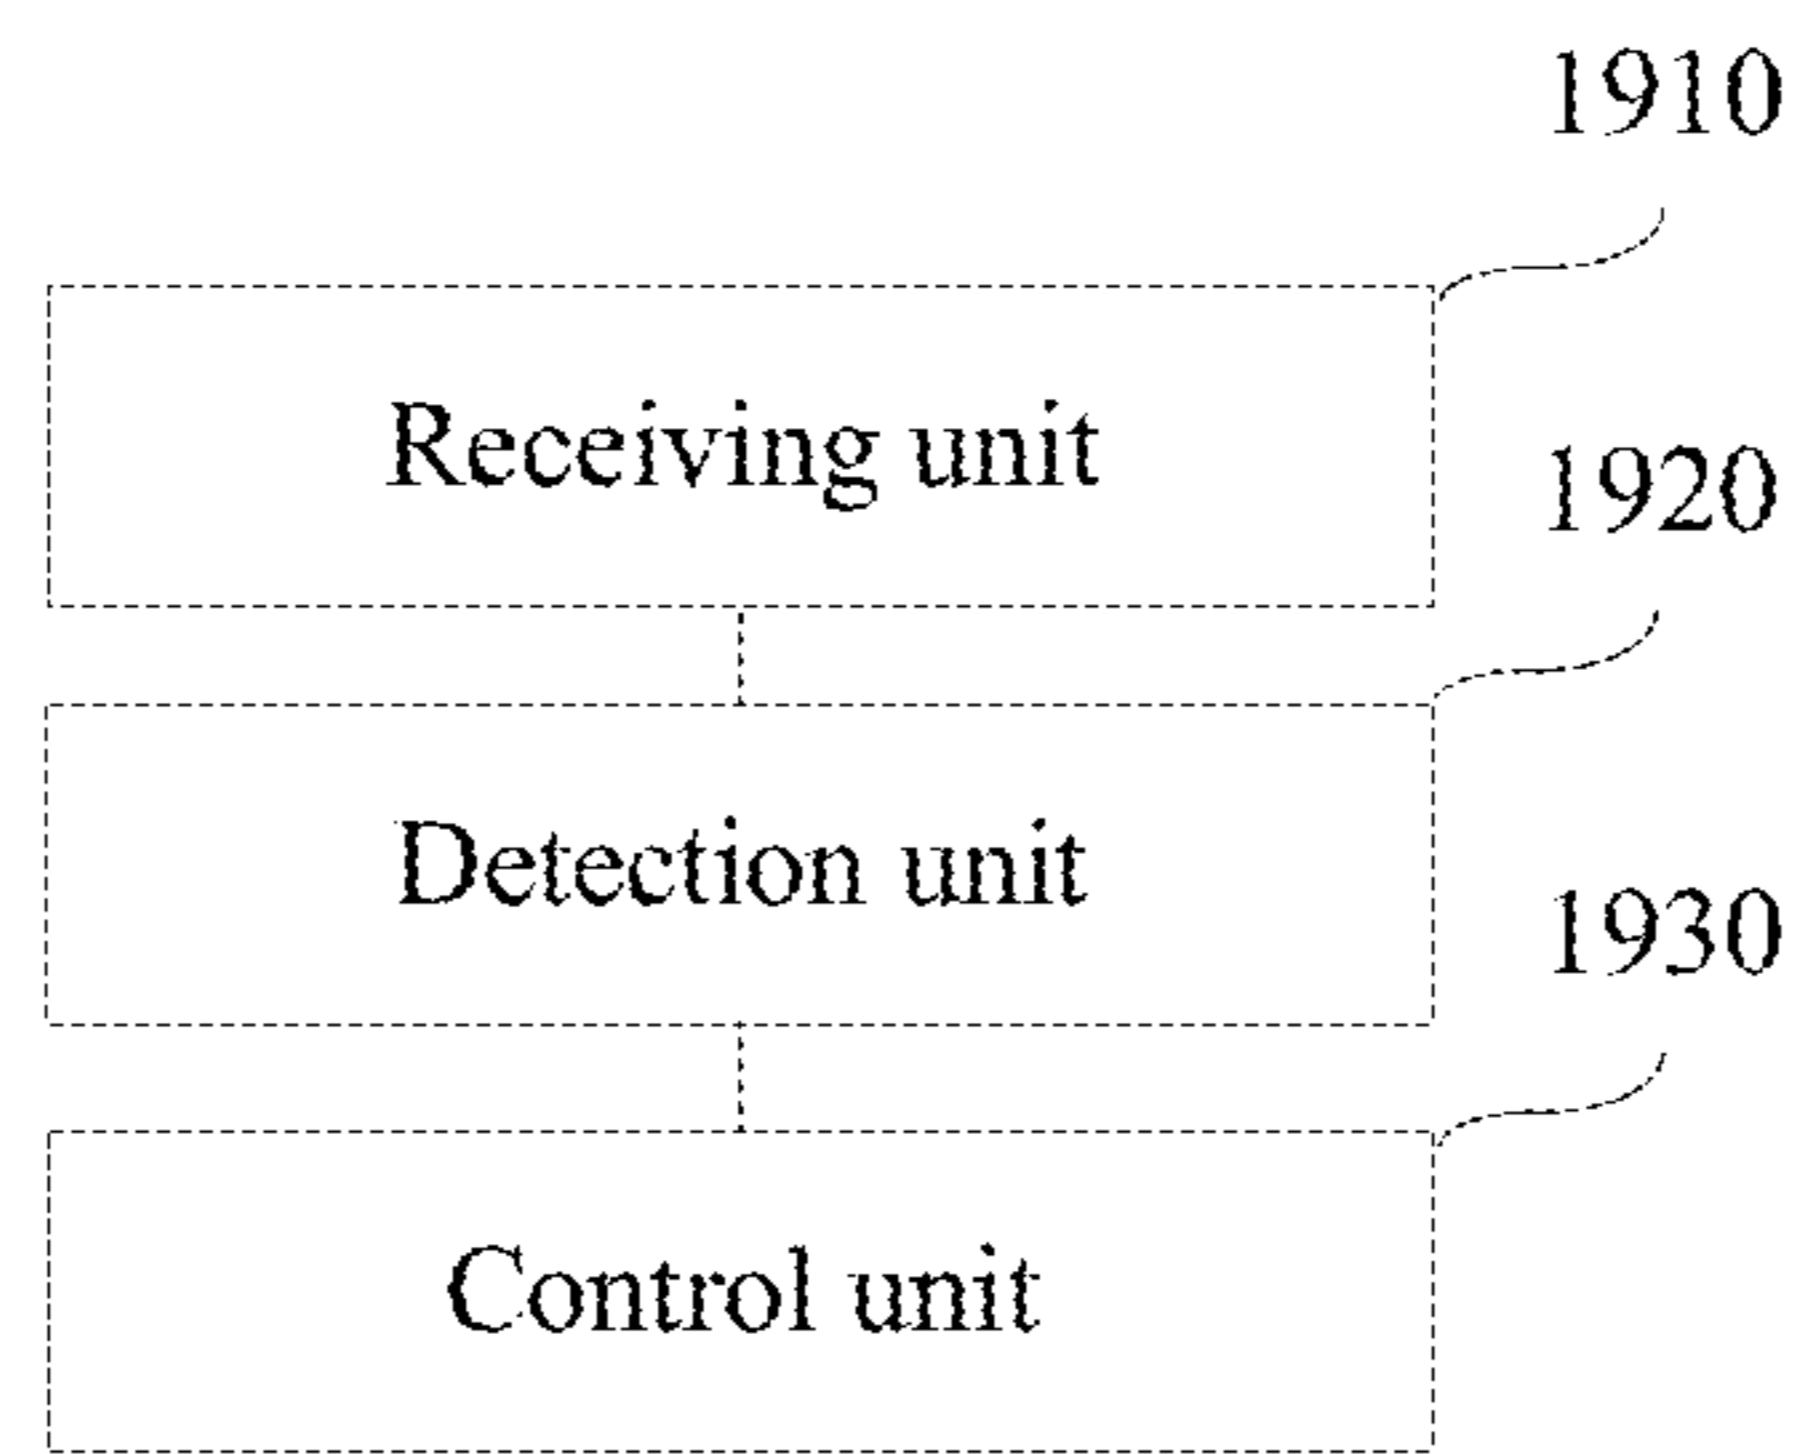 1910
Receiving unit
1920
Detection unit
1930
Control unit